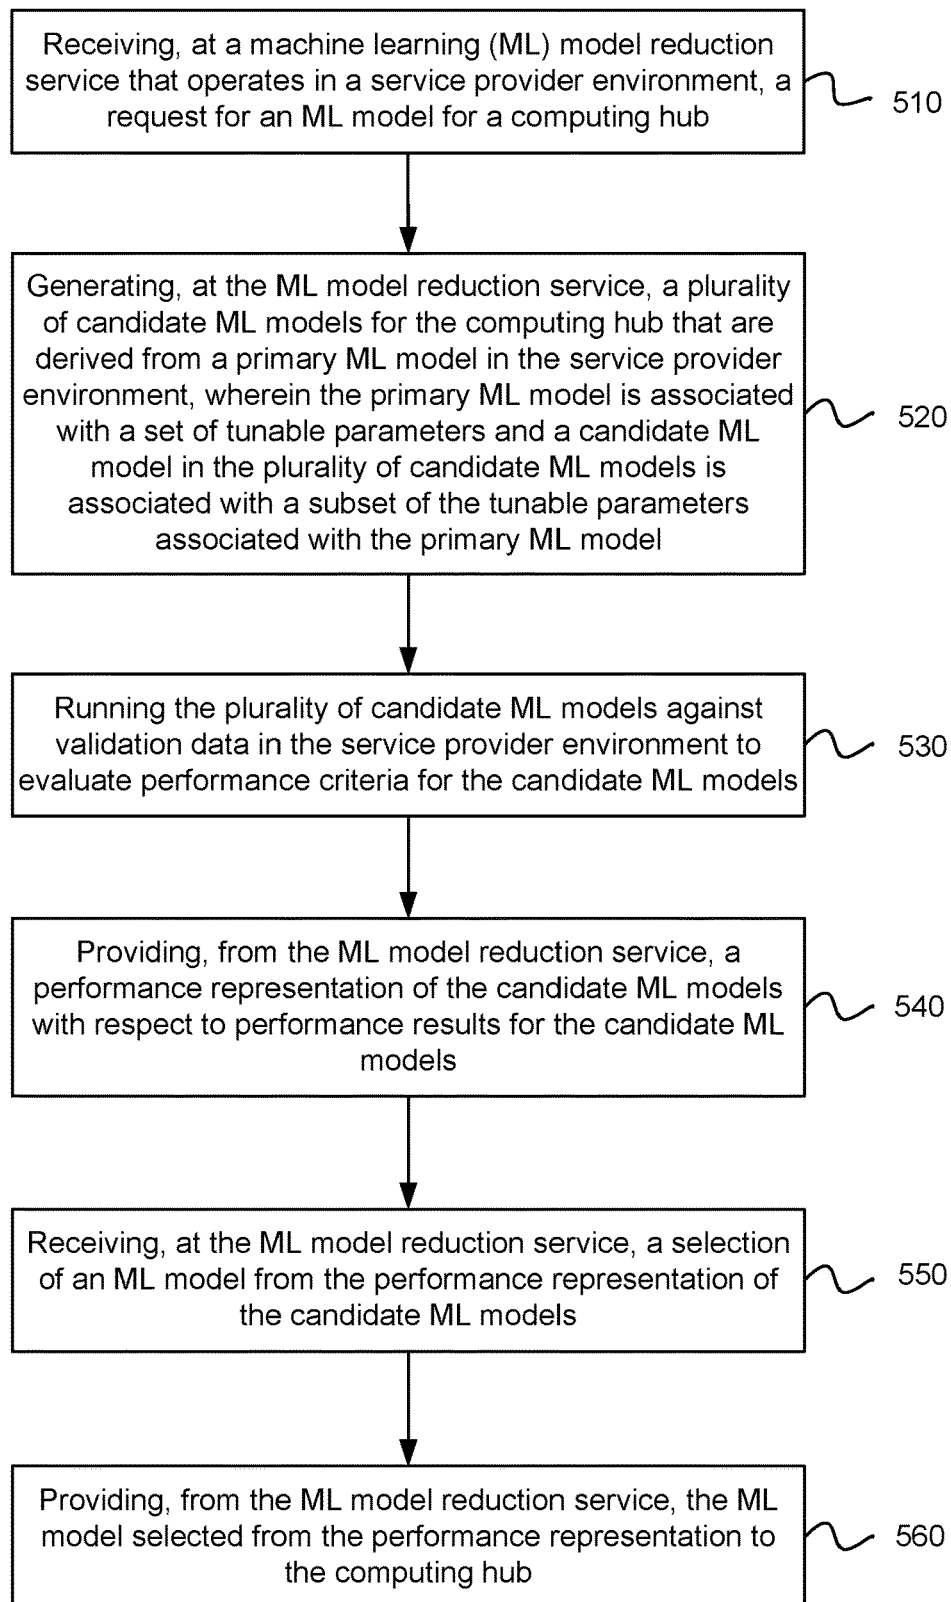 Receiving, at a machine learning (ML) model reduction
service that operates in a service provider environment, a
request for an ML model for a computing hub
510
Generating, at the ML model reduction service, a plurality
of candidate ML models for the computing hub that are
derived from a primary ML model in the service provider
environment, wherein the primary ML model is associated
with a set of tunable parameters and a candidate ML
model in the plurality of candidate ML models is
associated with a subset of the tunable parameters
associated with the primary ML model
520
Running the plurality of candidate ML models against
validation data in the service provider environment to
evaluate performance criteria for the candidate ML models
530
Providing, from the ML model reduction service, a
performance representation of the candidate ML models
with respect to performance results for the candidate ML
models
540
Receiving, at the ML model reduction service, a selection
of an ML model from the performance representation of
the candidate ML models
550
Providing, from the ML model reduction service, the ML
model selected from the performance representation to
the computing hub
560